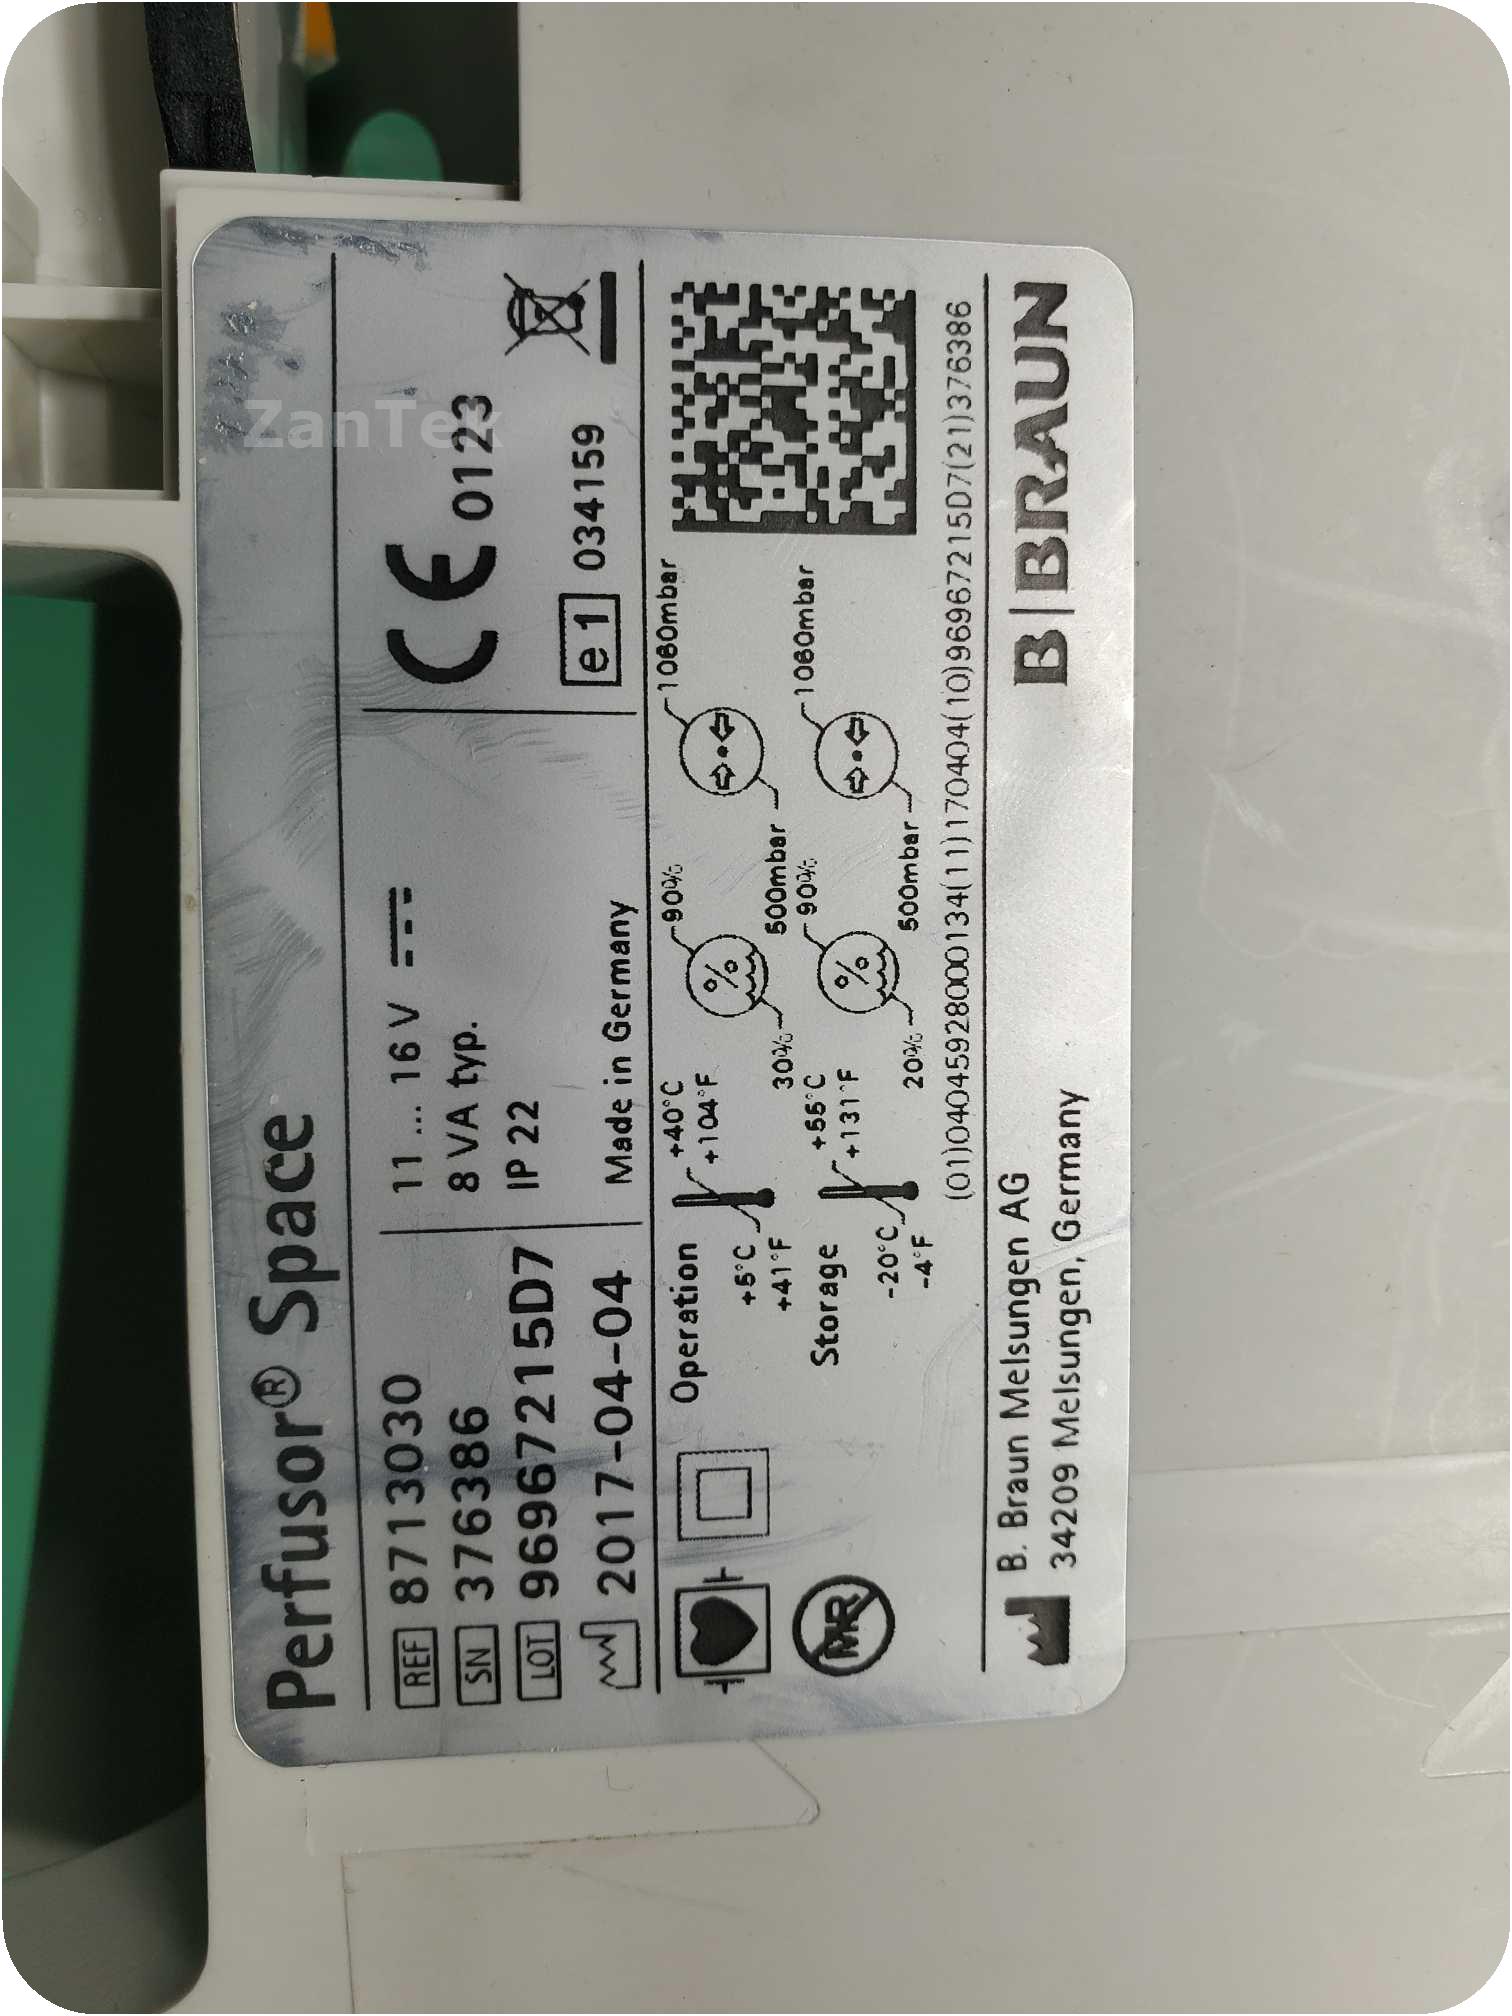 Perfusor® Space
REF 8713030
SN 376386
LOT 96967215D7
2017-04-04
11 ... 16 V
8 VA typ.
IP 22
Made in Germany
CE 0123
e1 034159
Operation
+5°C
+41°F
+40°C
+104°F
30%
90%
500mbar
1060mbar
Storage
-20°C
-4°F
+55°C
+131°F
20%
90%
500mbar
1060mbar
MR
(01)04045928000134(11)170404(10)96967215D7(21)376386
B. Braun Melsungen AG
34209 Melsungen, Germany
B|BRAUN
ZanTek